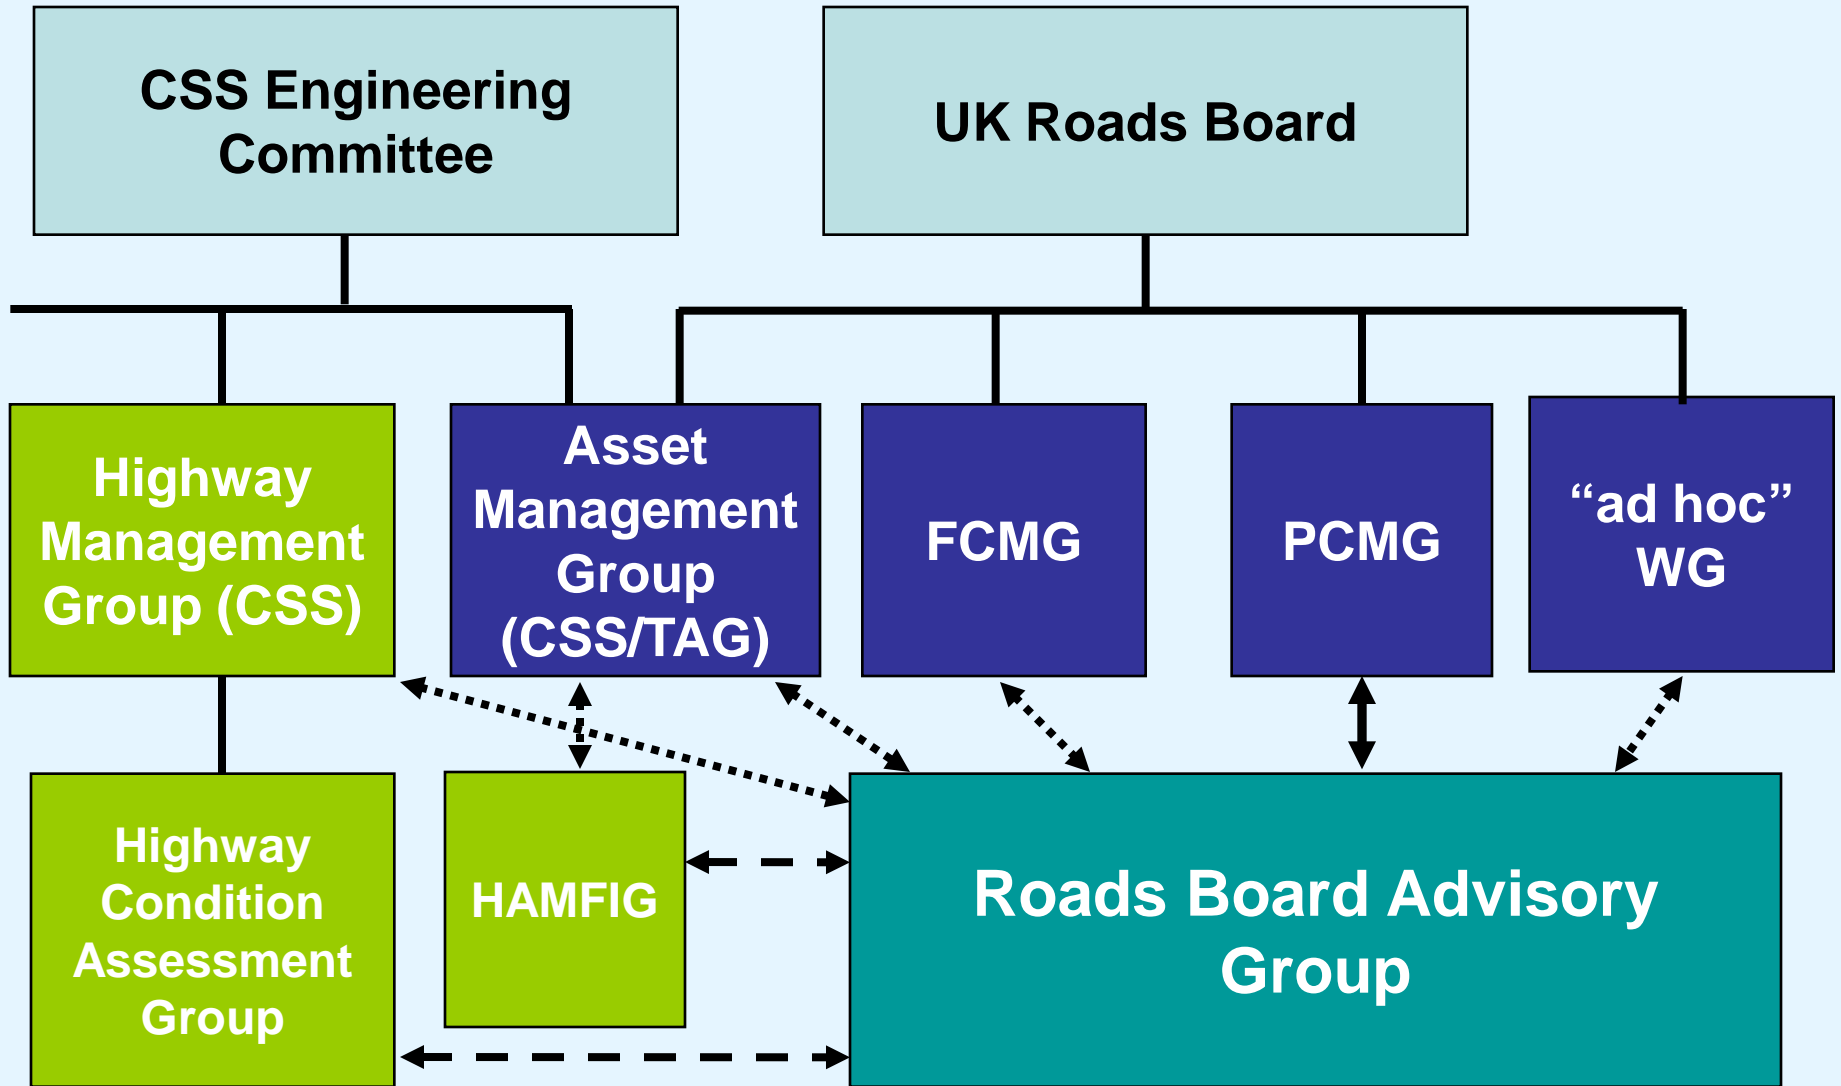 CSS Engineering
Committee
UK Roads Board
Highway
Management
Group (CSS)
Asset
Management
Group
(CSS/TAG)
FCMG
PCMG
“ad hoc”
WG
Highway
Condition
Assessment
Group
HAMFIG
Roads Board Advisory
Group